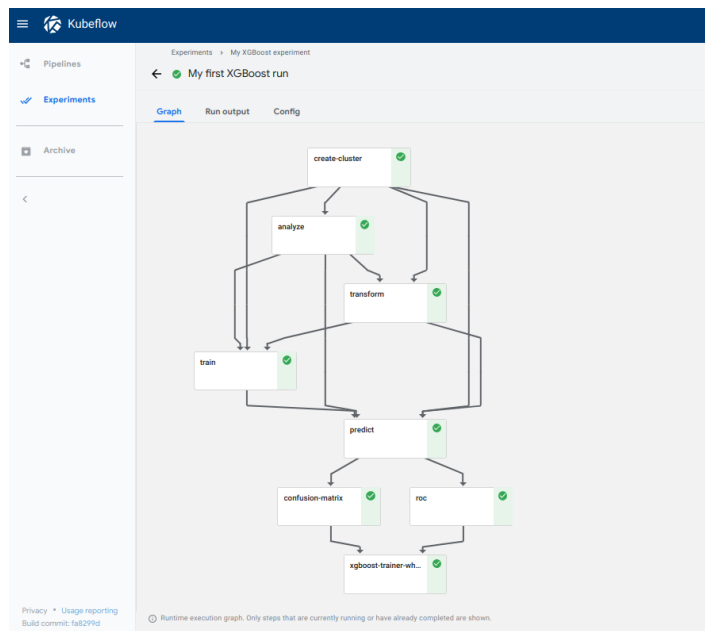 Kubeflow
Experiments > My XGBoost experiment
Pipelines
My first XGBoost run
Experiments
Graph Run output Config
Archive
create-cluster
analyze
transform
train
predict
confusion-matrix roc
xgboost-trainer-wh...
Privacy • Usage reporting
Build commit: fa8299d
Runtime execution graph. Only steps that are currently running or have already completed are shown.